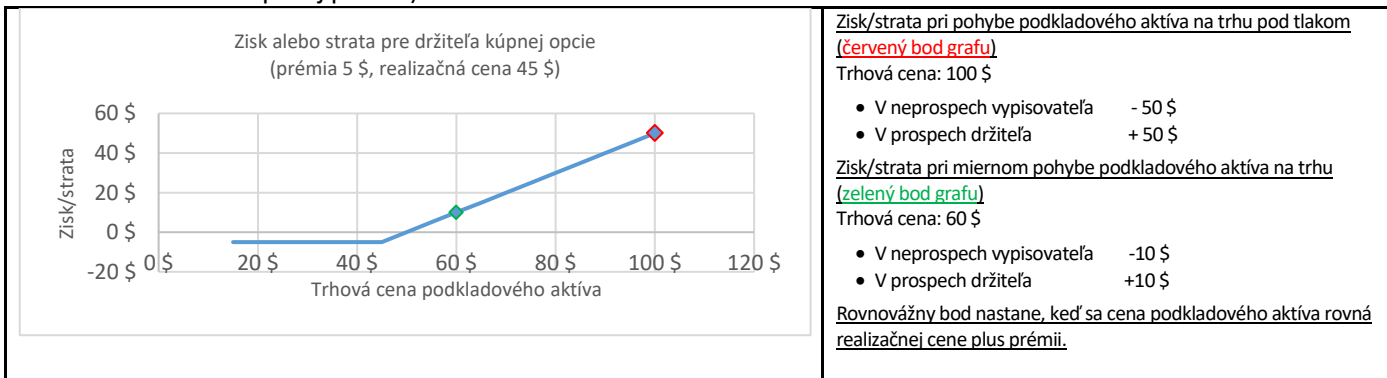 Zisk alebo strata pre držiteľa kúpnej opcie
(prémia 5 $, realizačná cena 45 $)
60 $
40 $
20 $
0 $
-20 $
Zisk/strata
0 $
20 $
40 $
60 $
80 $
100 $
120 $
Trhová cena podkladového aktíva
Zisk/strata pri pohybe podkladového aktíva na trhu pod tlakom
(červený bod grafu)
Trhová cena: 100 $
• V neprospech vypisovateľa - 50 $
• V prospech držiteľa + 50 $
Zisk/strata pri miernom pohybe podkladového aktíva na trhu
(zelený bod grafu)
Trhová cena: 60 $
• V neprospech vypisovateľa -10 $
• V prospech držiteľa +10 $
Rovnovážny bod nastane, keď sa cena podkladového aktíva rovná
realizačnej cene plus prémii.